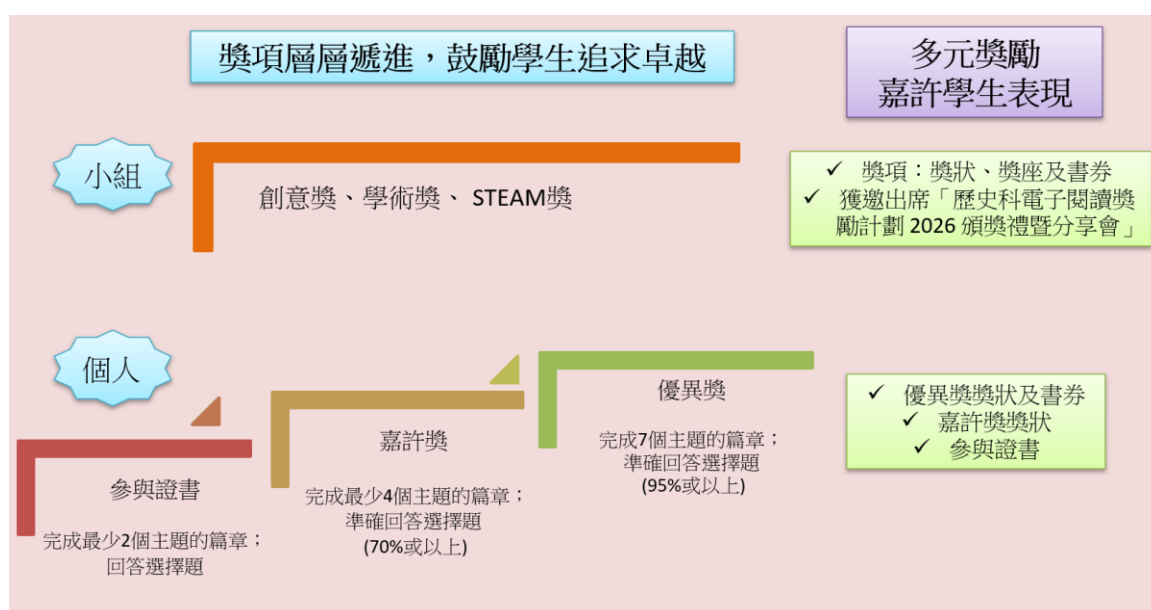 獎項層層遞進，鼓勵學生追求卓越
多元獎勵
嘉許學生表現
小組
創意獎、學術獎、 STEAM獎
✓ 獎項：獎狀、獎座及書券
✓ 獲邀出席「歷史科電子閱讀獎
勵計劃 2026 頒獎禮暨分享會」
個人
參與證書
完成最少2個主題的篇章；
回答選擇題
嘉許獎
完成最少4個主題的篇章；
準確回答選擇題
(70%或以上)
優異獎
完成7個主題的篇章；
準確回答選擇題
(95%或以上)
✓ 優異獎獎狀及書券
✓ 嘉許獎獎狀
✓ 參與證書